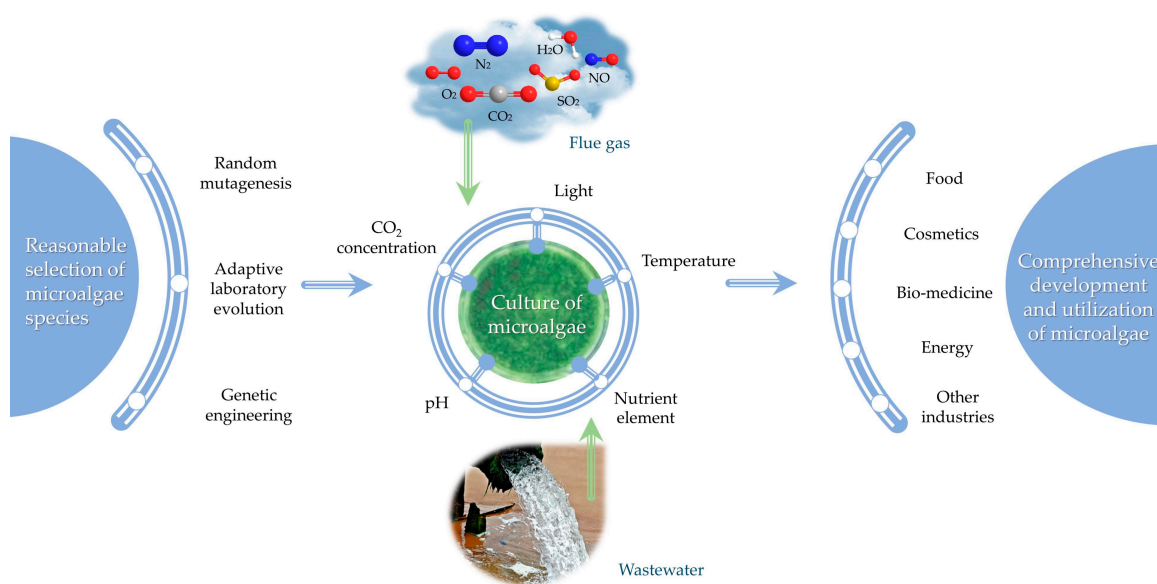 N₂
H₂O
NO
O₂
SO₂
CO₂
Flue gas
Reasonable
selection of
microalgae
species
Random
mutagenesis
Adaptive
laboratory
evolution
Genetic
engineering
Light
CO₂
concentration
Temperature
Culture of
microalgae
pH
Nutrient
element
Wastewater
Food
Cosmetics
Bio-medicine
Energy
Other
industries
Comprehensive
development
and utilization
of microalgae